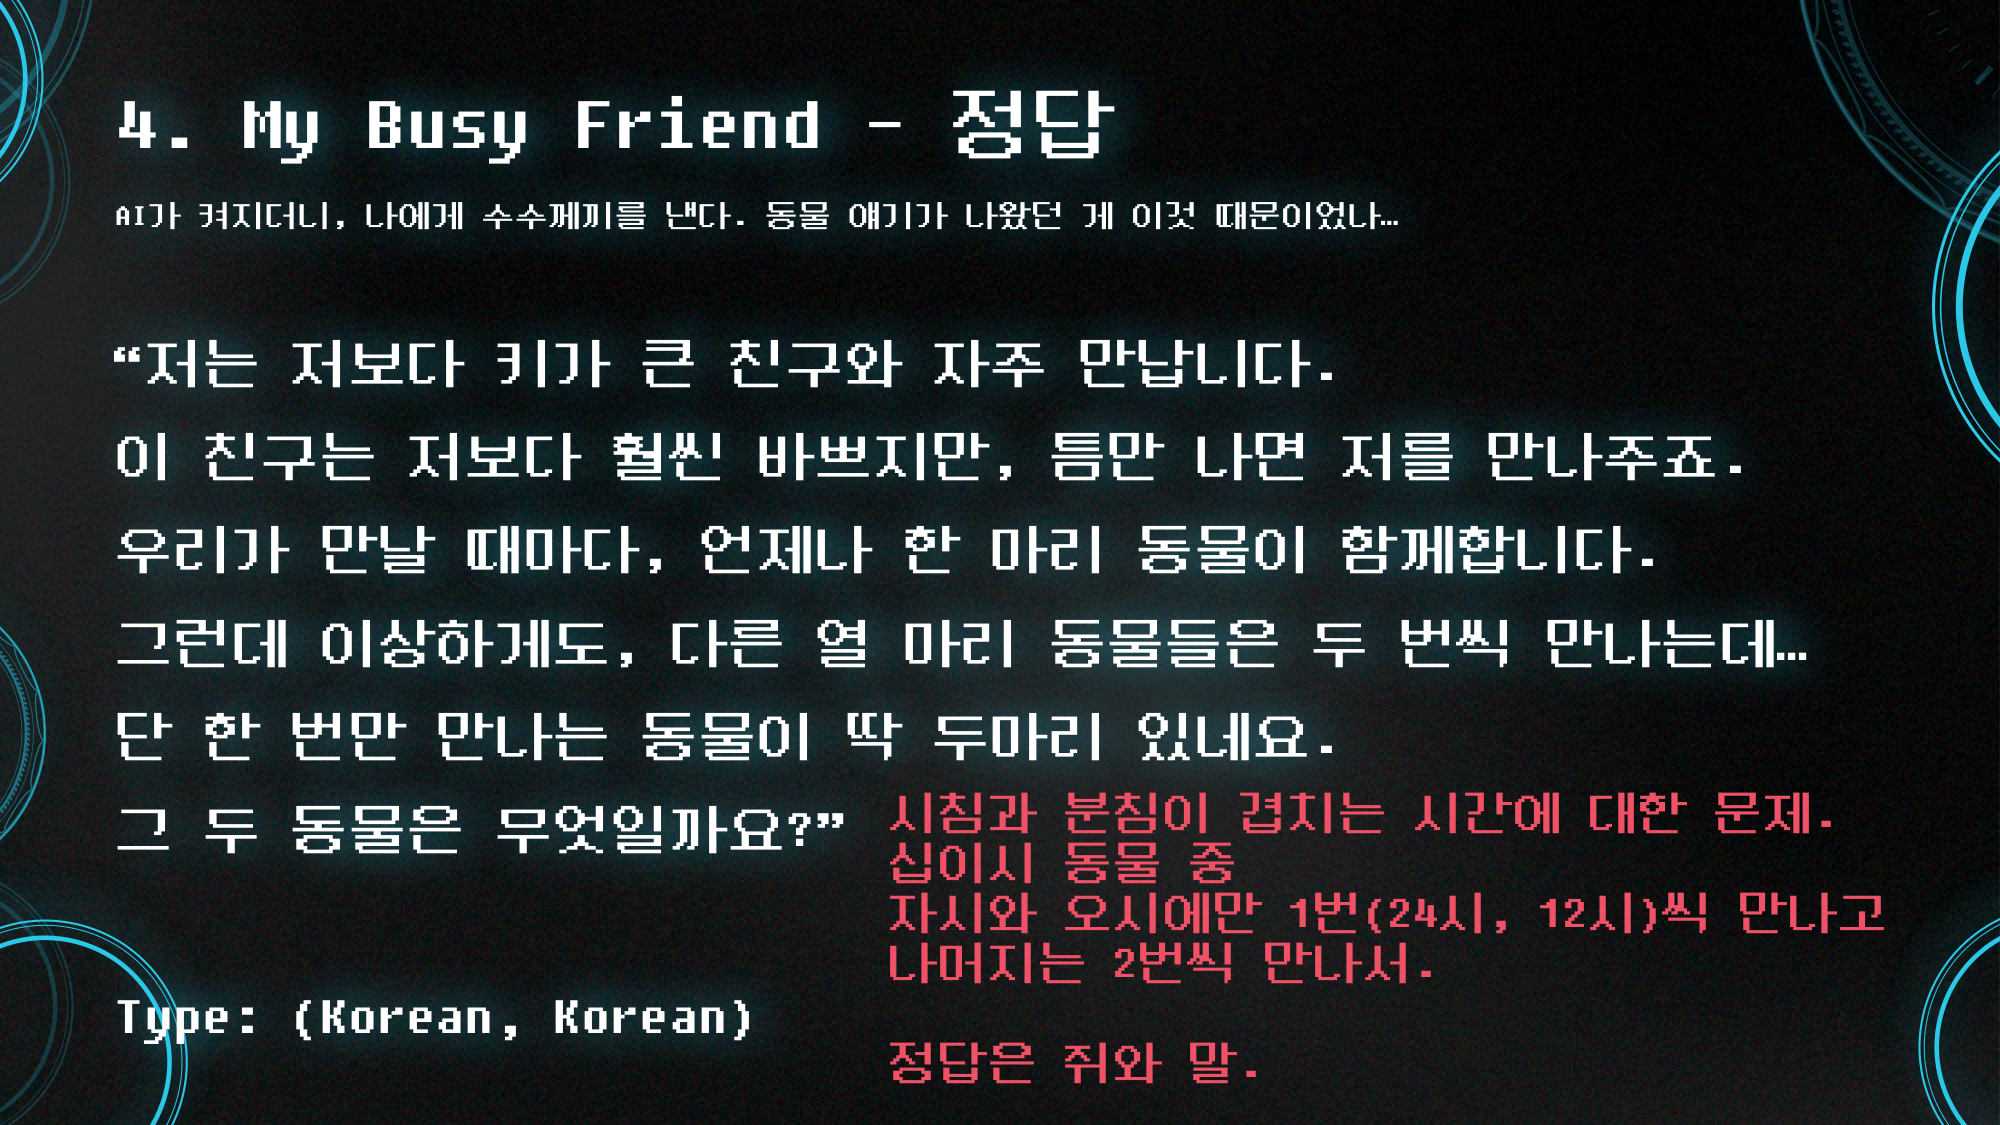 4. My Busy Friend - 정답
AI가 켜지더니, 나에게 수수께끼를 낸다. 동물 얘기가 나왔던 게 이것 때문이었나…
“저는 저보다 키가 큰 친구와 자주 만납니다.
이 친구는 저보다 훨씬 바쁘지만, 틈만 나면 저를 만나주죠.
우리가 만날 때마다, 언제나 한 마리 동물이 함께합니다.
그런데 이상하게도, 다른 열 마리 동물들은 두 번씩 만나는데…
단 한 번만 만나는 동물이 딱 두마리 있네요.
그 두 동물은 무엇일까요?”
시침과 분침이 겹치는 시간에 대한 문제.
십이시 동물 중
자시와 오시에만 1번(24시, 12시)씩 만나고
나머지는 2번씩 만나서.
정답은 쥐와 말.
Type: (Korean, Korean)